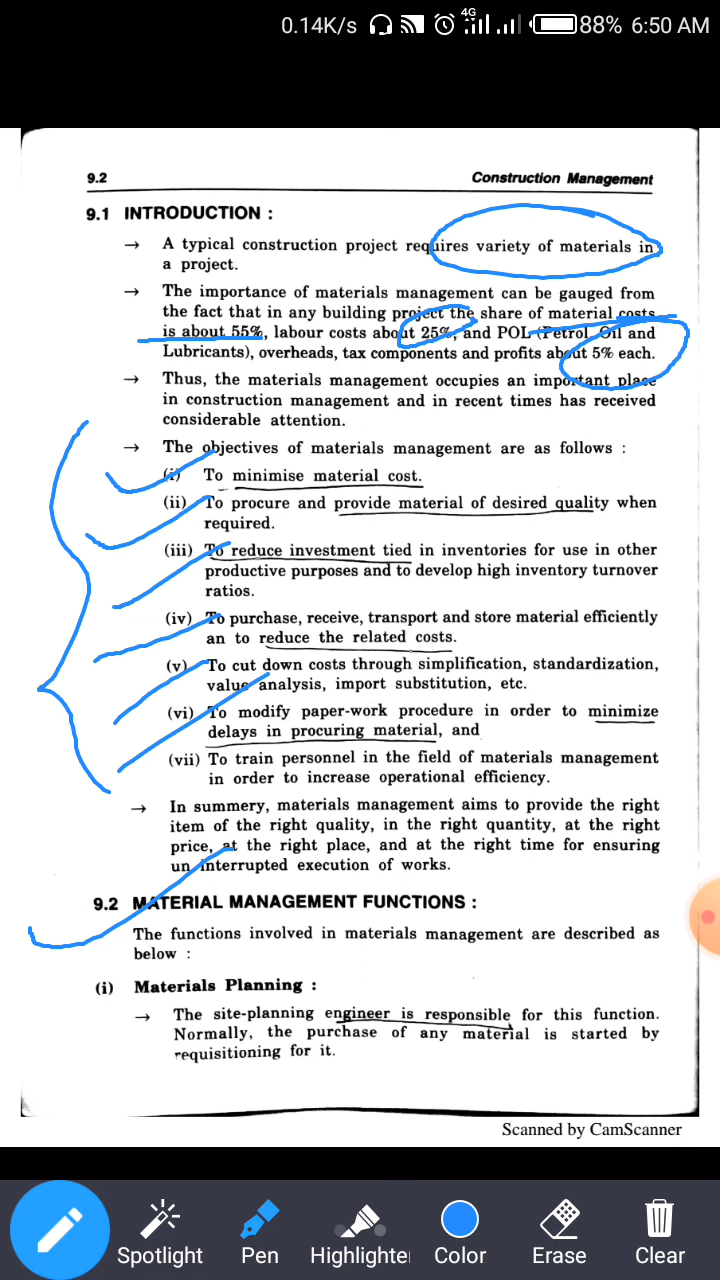 0.14K/s 4G 88% 6:50 AM
9.2 Construction Management
9.1 INTRODUCTION :
→ A typical construction project requires variety of materials in
a project.
→ The importance of materials management can be gauged from
the fact that in any building project the share of material costs
is about 55%, labour costs about 25%, and POL (Petrol, Oil and
Lubricants), overheads, tax components and profits about 5% each.
→ Thus, the materials management occupies an important place
in construction management and in recent times has received
considerable attention.
→ The objectives of materials management are as follows :
(i) To minimise material cost.
(ii) To procure and provide material of desired quality when
required.
(iii) To reduce investment tied in inventories for use in other
productive purposes and to develop high inventory turnover
ratios.
(iv) To purchase, receive, transport and store material efficiently
an to reduce the related costs.
(v) To cut down costs through simplification, standardization,
value analysis, import substitution, etc.
(vi) To modify paper-work procedure in order to minimize
delays in procuring material, and
(vii) To train personnel in the field of materials management
in order to increase operational efficiency.
→ In summery, materials management aims to provide the right
item of the right quality, in the right quantity, at the right
price, at the right place, and at the right time for ensuring
un interrupted execution of works.
9.2 MATERIAL MANAGEMENT FUNCTIONS :
The functions involved in materials management are described as
below :
(i) Materials Planning :
→ The site-planning engineer is responsible for this function.
Normally, the purchase of any material is started by
requisitioning for it.
Scanned by CamScanner
Spotlight Pen Highlighte Color Erase Clear